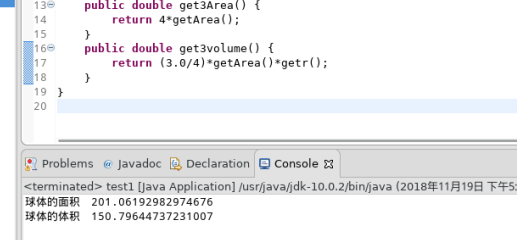 13 public double get3Area() {
14 return 4*getArea();
15 }
16 public double get3volume() {
17 return (3.0/4)*getArea()*getr();
18 }
19 }
20
Problems @ Javadoc Declaration Console
<terminated> test1 [Java Application] /usr/java/jdk-10.0.2/bin/java (2018年11月19日 下午5:
球体的面积 201.06192982974676
球体的体积 150.79644737231007